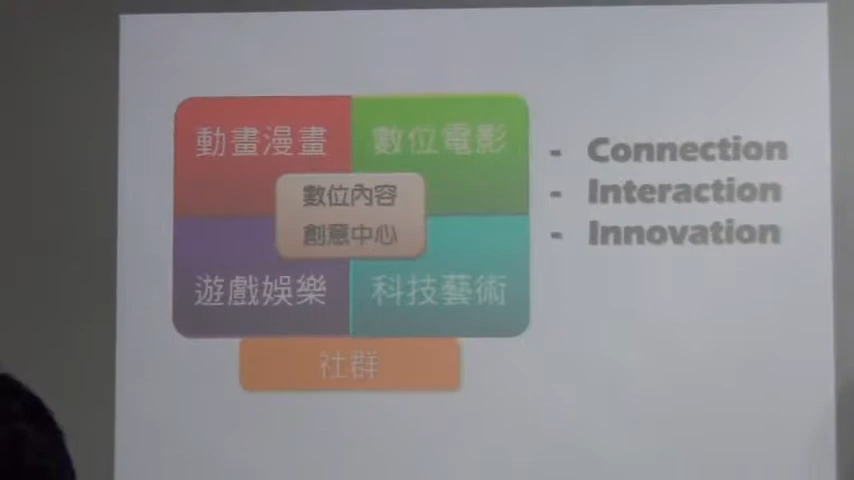 動畫漫畫
數位電影
數位內容
創意中心
遊戲娛樂
科技藝術
社群
- Connection
- Interaction
- Innovation